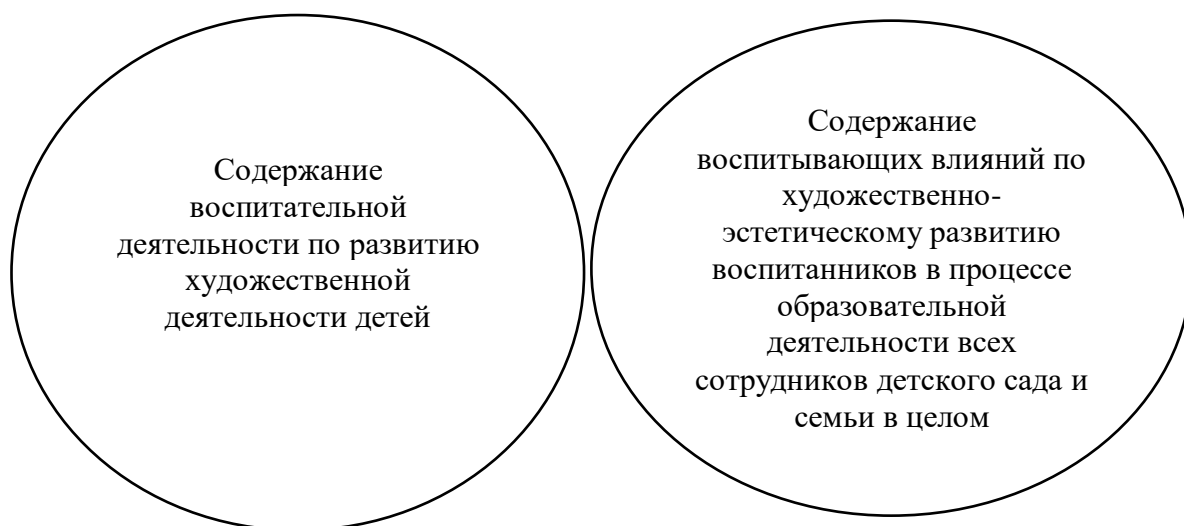 Содержание
воспитательной
деятельности по развитию
художественной
деятельности детей
Содержание
воспитывающих влияний по
художественно-
эстетическому развитию
воспитанников в процессе
образовательной
деятельности всех
сотрудников детского сада и
семьи в целом